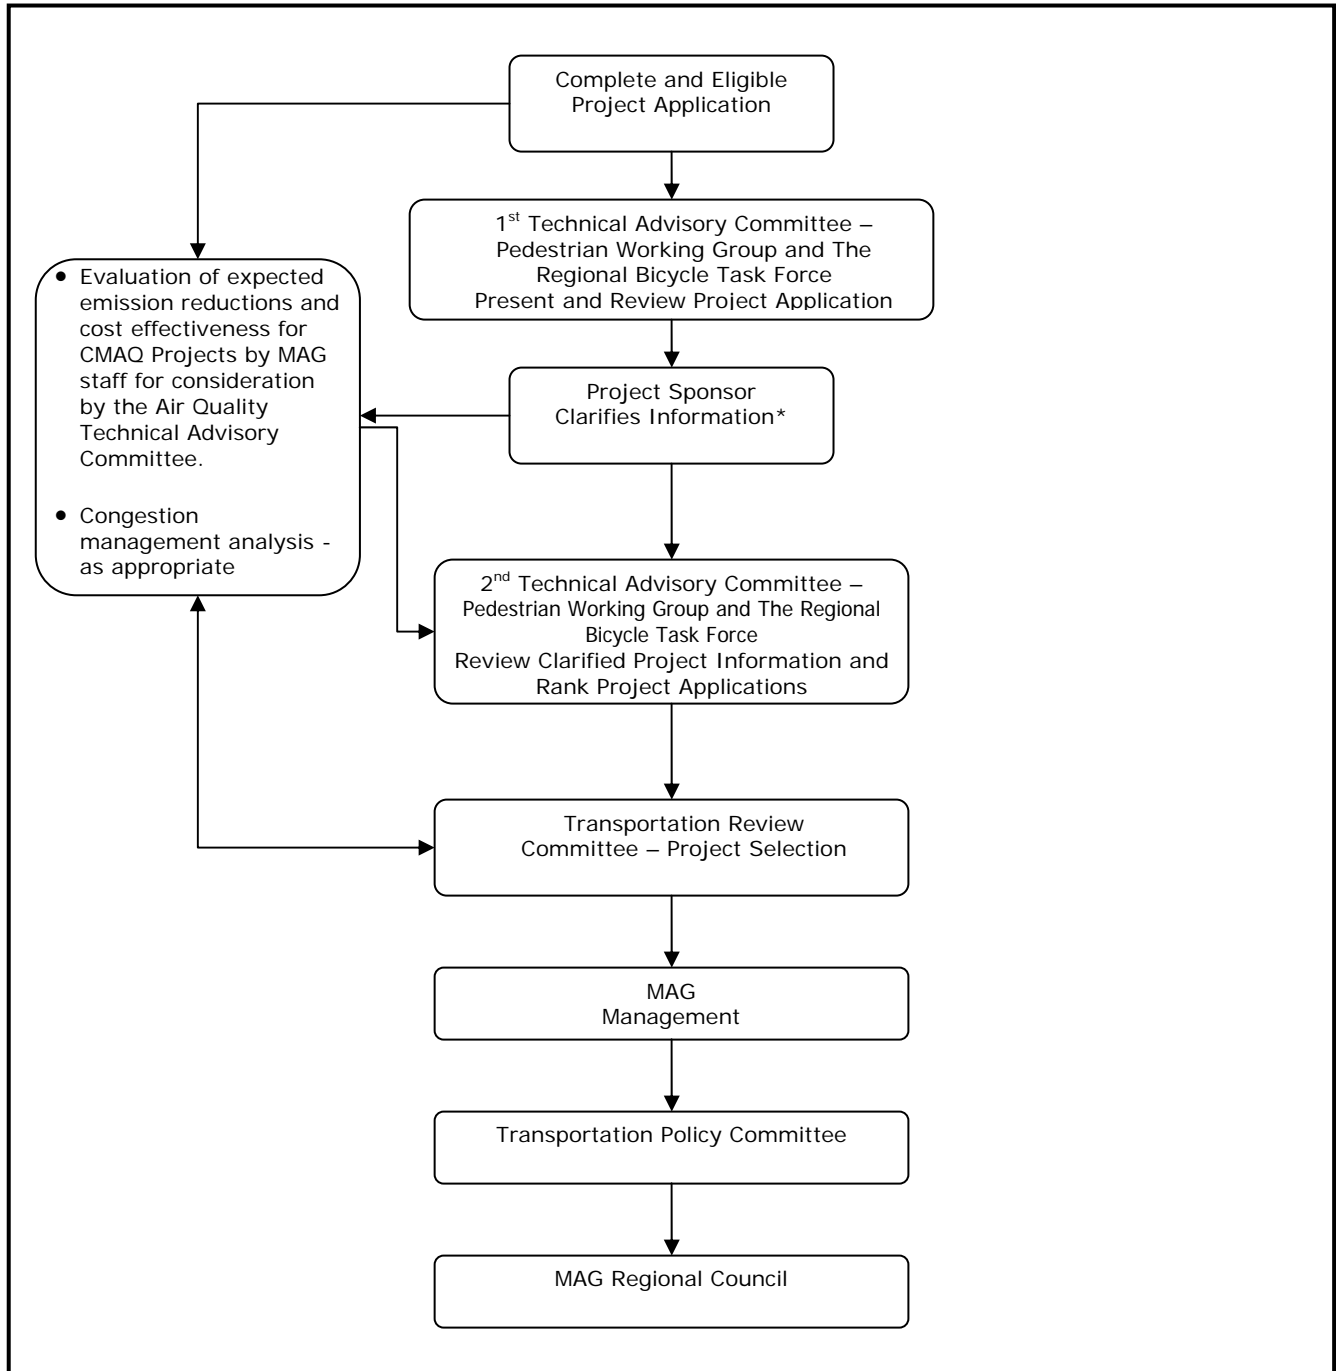 Complete and Eligible
Project Application
1st Technical Advisory Committee –
Pedestrian Working Group and The
Regional Bicycle Task Force
Present and Review Project Application
• Evaluation of expected
emission reductions and
cost effectiveness for
CMAQ Projects by MAG
staff for consideration
by the Air Quality
Technical Advisory
Committee.
• Congestion
management analysis -
as appropriate
Project Sponsor
Clarifies Information*
2nd Technical Advisory Committee –
Pedestrian Working Group and The Regional
Bicycle Task Force
Review Clarified Project Information and
Rank Project Applications
Transportation Review
Committee – Project Selection
MAG
Management
Transportation Policy Committee
MAG Regional Council